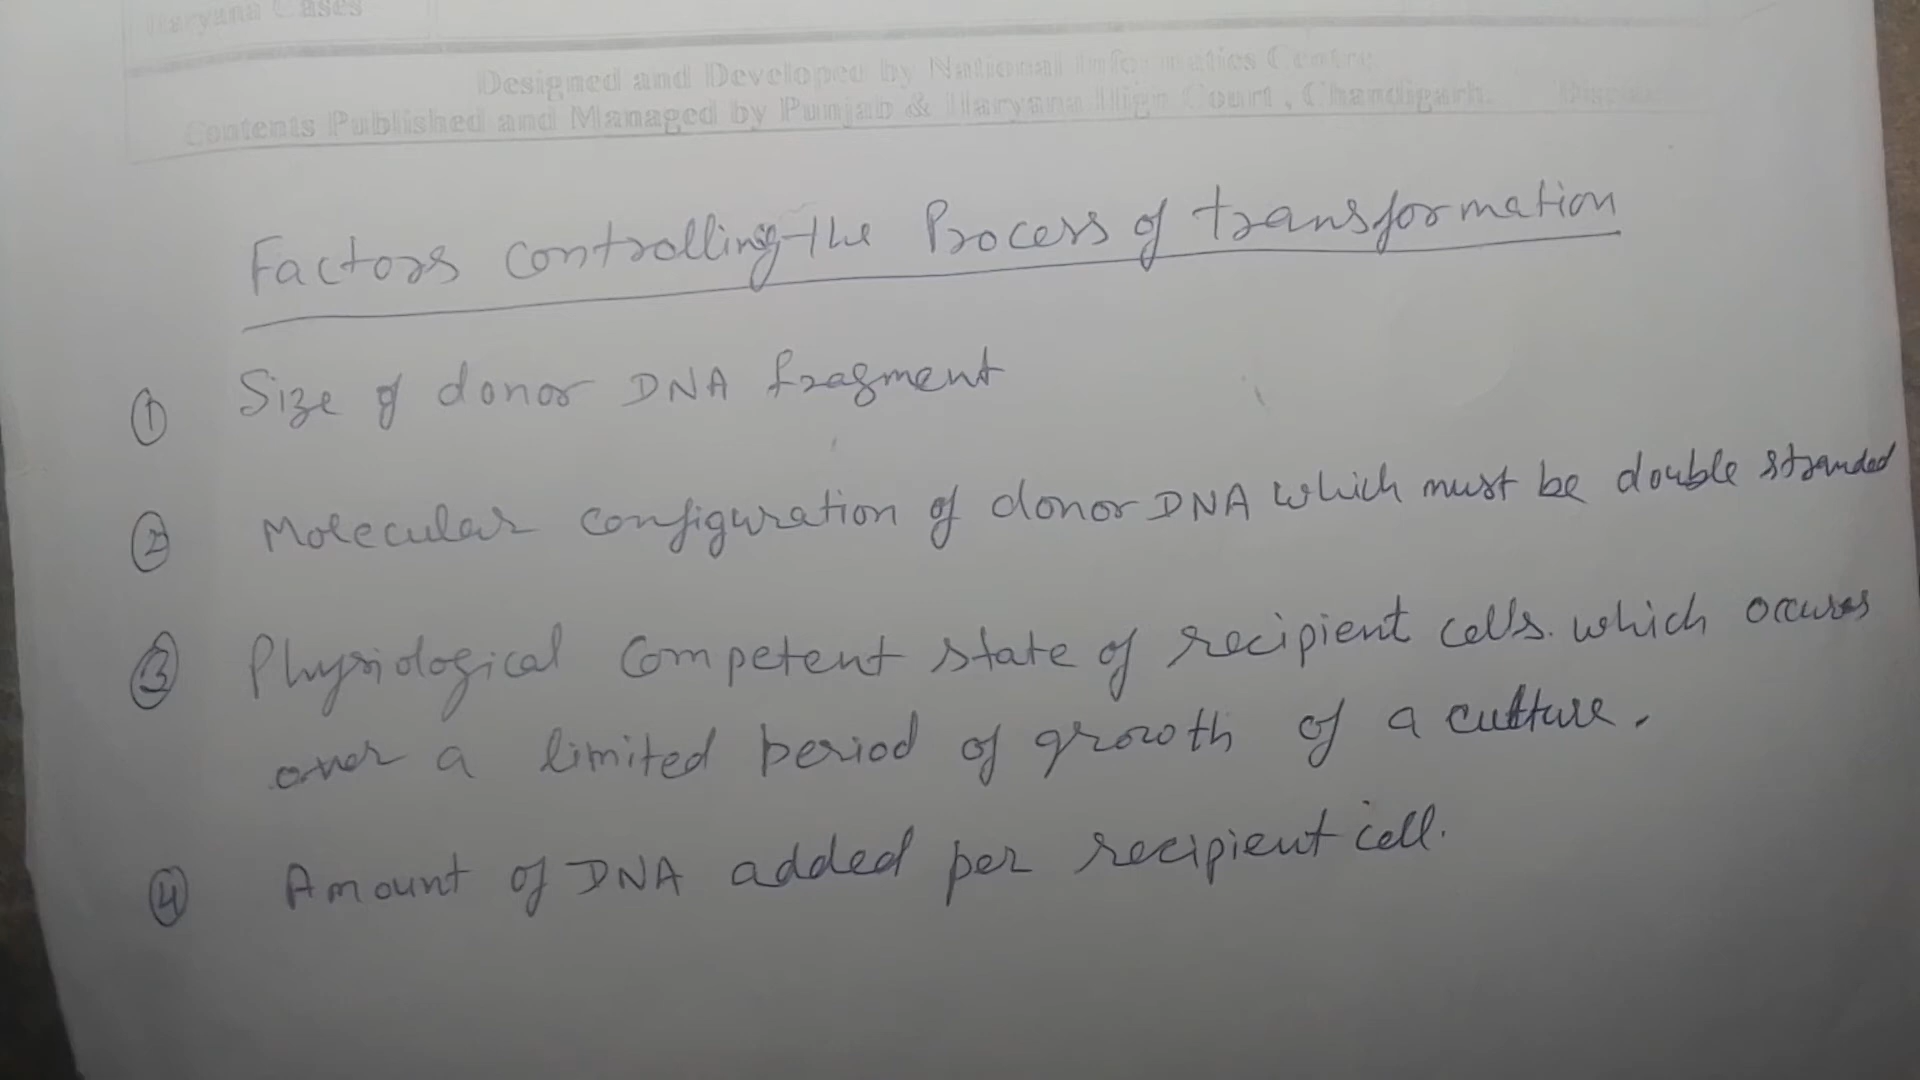 Haryana Cases
Designed and Developed by National Informatics Centre
Contents Published and Managed by Punjab & Haryana High Court, Chandigarh.
Factors controlling the Process of transformation
① Size of donor DNA fragment
② Molecular configuration of donor DNA which must be double stranded
③ Physiological Competent state of recipient cells. which occures
over a limited period of growth of a culture.
④ Amount of DNA added per recipient cell.